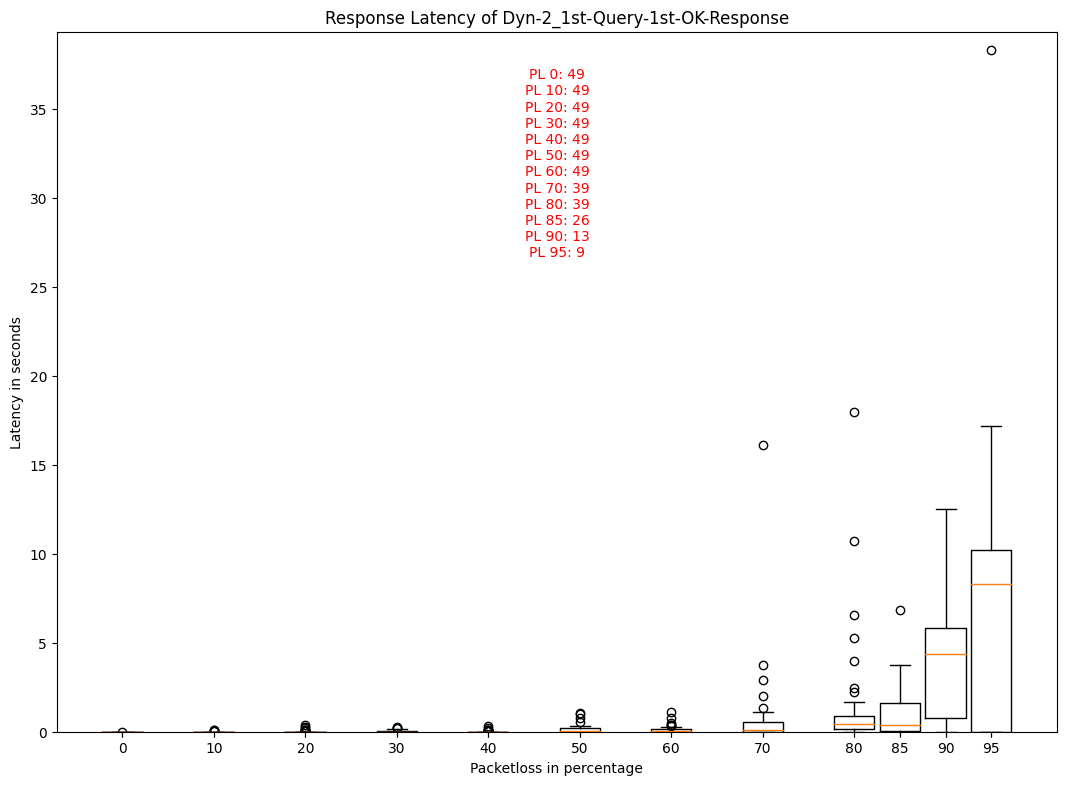 Response Latency of Dyn-2_1st-Query-1st-OK-Response
PL 0: 49
PL 10: 49
PL 20: 49
PL 30: 49
PL 40: 49
PL 50: 49
PL 60: 49
PL 70: 39
PL 80: 39
PL 85: 26
PL 90: 13
PL 95: 9
Latency in seconds
35
30
25
20
15
10
5
0
0 10 20 30 40 50 60 70 80 85 90 95
Packetloss in percentage